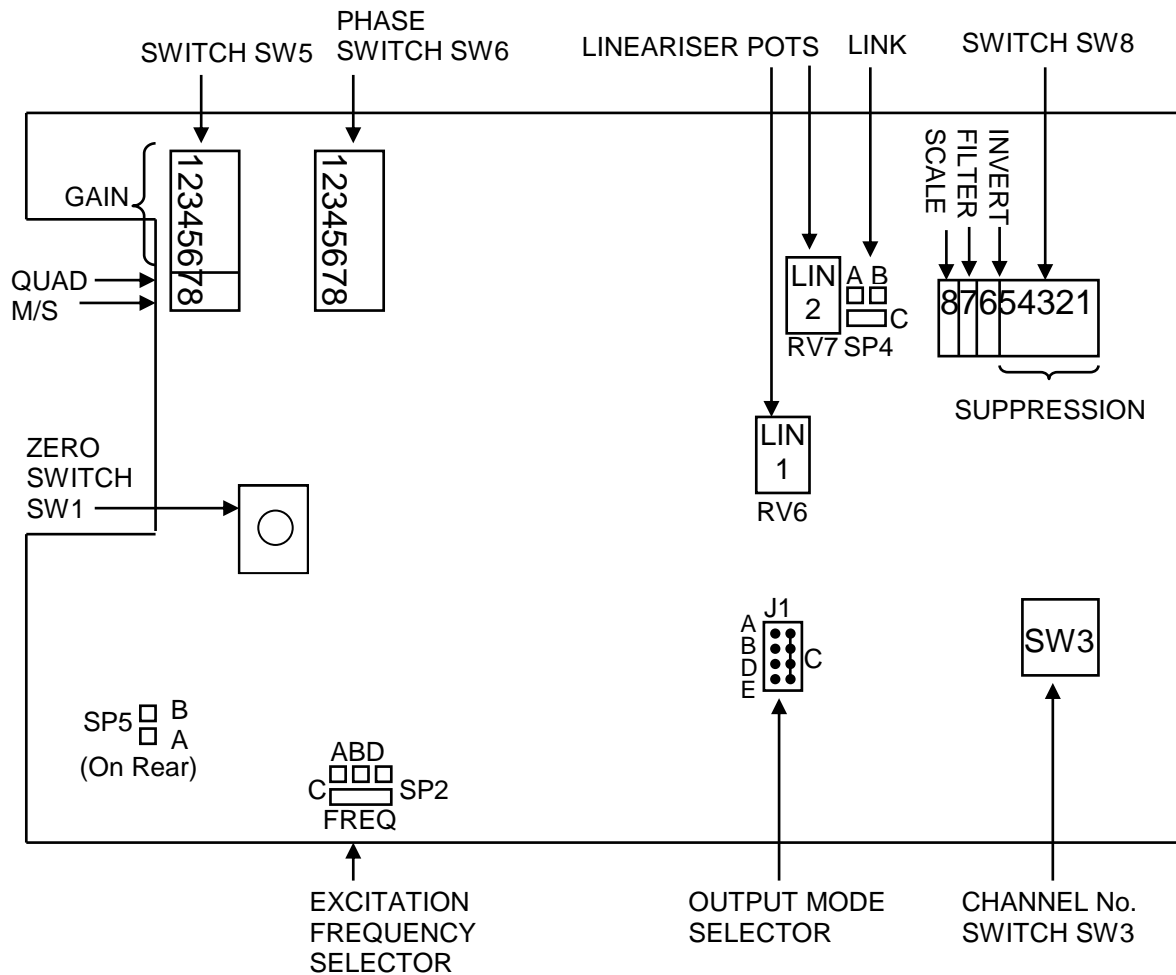 SWITCH SW5
PHASE
SWITCH SW6
LINEARISER POTS
LINK
SWITCH SW8
GAIN
12345678
12345678
QUAD
M/S
SCALE
FILTER
INVERT
LIN
2
RV7
A B
C
SP4
87654321
SUPPRESSION
LIN
1
RV6
ZERO
SWITCH
SW1
J1
A
B
D
E
C
SW3
SP5
B
A
(On Rear)
ABD
C
SP2
FREQ
EXCITATION
FREQUENCY
SELECTOR
OUTPUT MODE
SELECTOR
CHANNEL No.
SWITCH SW3